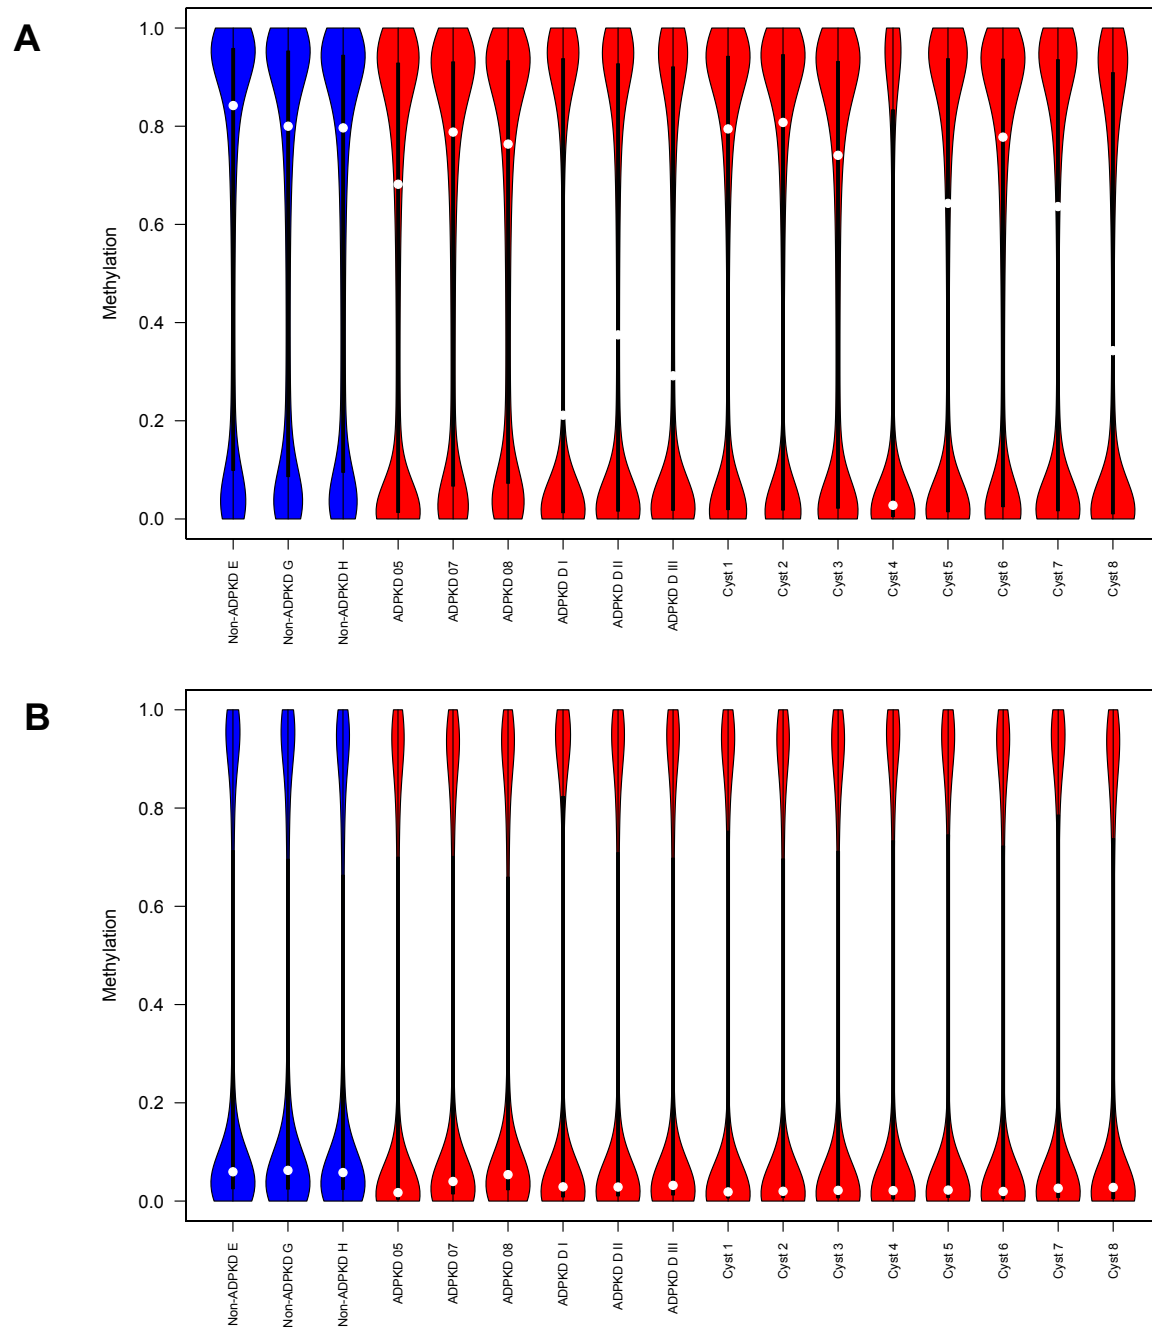 A
1.0
0.8
0.6
0.4
0.2
0.0
Methylation
Non-ADPKD E
Non-ADPKD G
Non-ADPKD H
ADPKD 05
ADPKD 07
ADPKD 08
ADPKD D I
ADPKD D II
ADPKD D III
Cyst 1
Cyst 2
Cyst 3
Cyst 4
Cyst 5
Cyst 6
Cyst 7
Cyst 8
B
1.0
0.8
0.6
0.4
0.2
0.0
Methylation
Non-ADPKD E
Non-ADPKD G
Non-ADPKD H
ADPKD 05
ADPKD 07
ADPKD 08
ADPKD D I
ADPKD D II
ADPKD D III
Cyst 1
Cyst 2
Cyst 3
Cyst 4
Cyst 5
Cyst 6
Cyst 7
Cyst 8